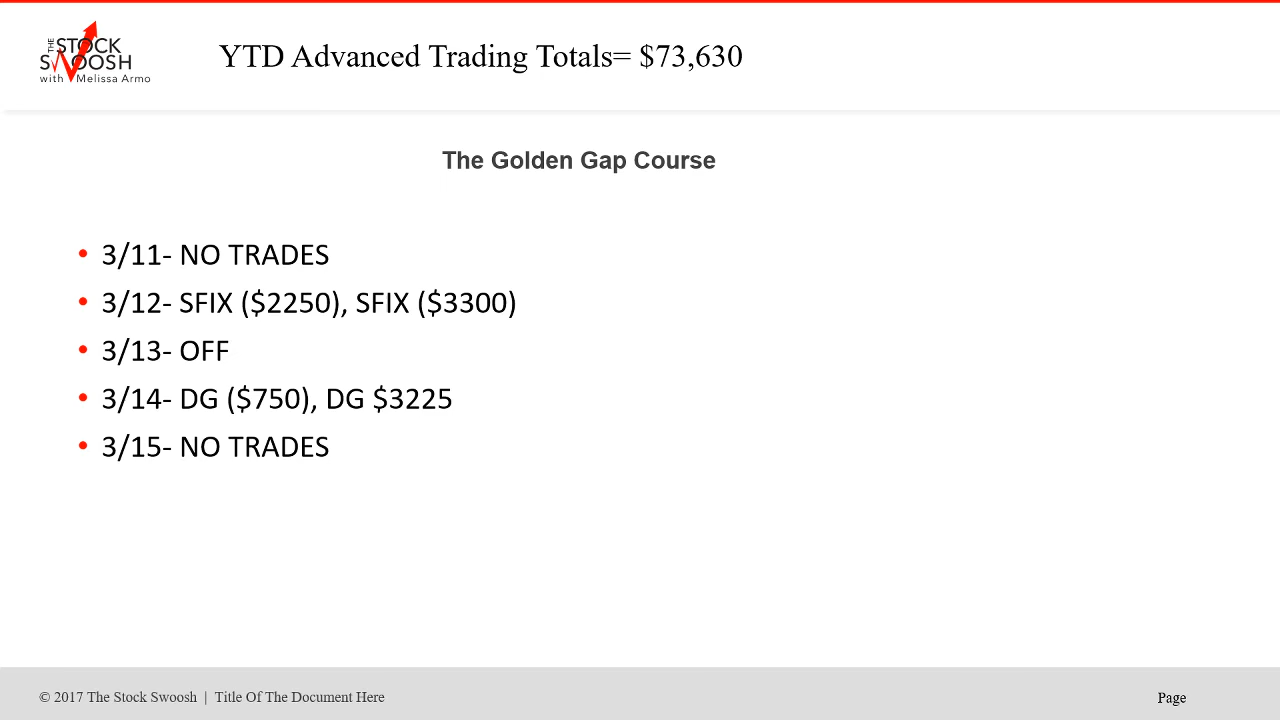 THE STOCK
SWOOSH
with Melissa Armo
YTD Advanced Trading Totals= $73,630
The Golden Gap Course
• 3/11- NO TRADES
• 3/12- SFIX ($2250), SFIX ($3300)
• 3/13- OFF
• 3/14- DG ($750), DG $3225
• 3/15- NO TRADES
© 2017 The Stock Swoosh | Title Of The Document Here
Page